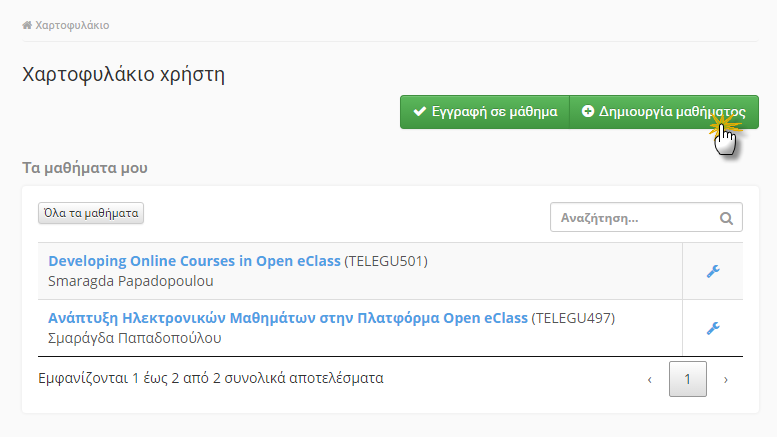 Χαρτοφυλάκιο
Χαρτοφυλάκιο χρήστη
Εγγραφή σε μάθημα Δημιουργία μαθήματος
Τα μαθήματα μου
Όλα τα μαθήματα Αναζήτηση...
Developing Online Courses in Open eClass (TELEGU501)
Smaragda Papadopoulou
Ανάπτυξη Ηλεκτρονικών Μαθημάτων στην Πλατφόρμα Open eClass (TELEGU497)
Σμαράγδα Παπαδοπούλου
Εμφανίζονται 1 έως 2 από 2 συνολικά αποτελέσματα ‹ 1 ›